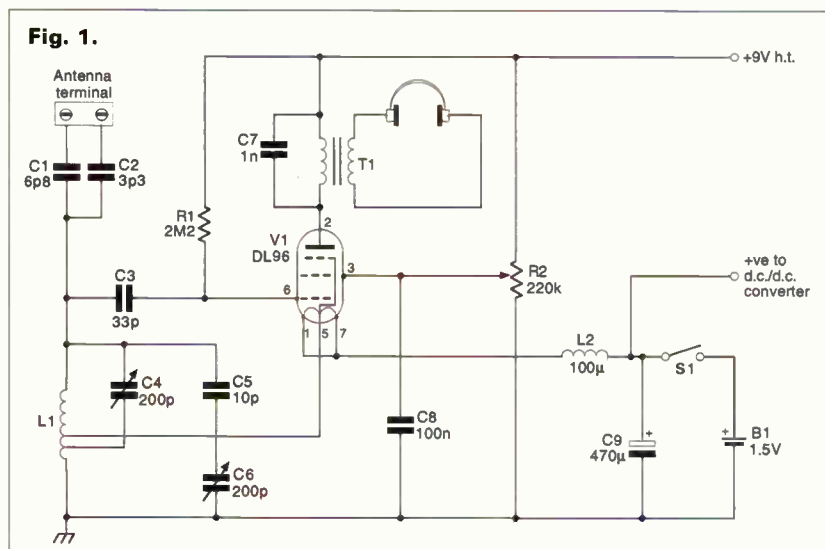 Fig. 1.
+9V h.t.
Antenna
terminal
C1
6p8
C2
3p3
C7
1n
T1
R1
2M2
V1
DL96
2
3
6
1 5 7
R2
220k
+ve to
d.c./d.c.
converter
C3
33p
L2
100µ
S1
L1
C4
200p
C5
10p
C6
200p
C8
100n
C9
470µ
+
B1
1.5V
+